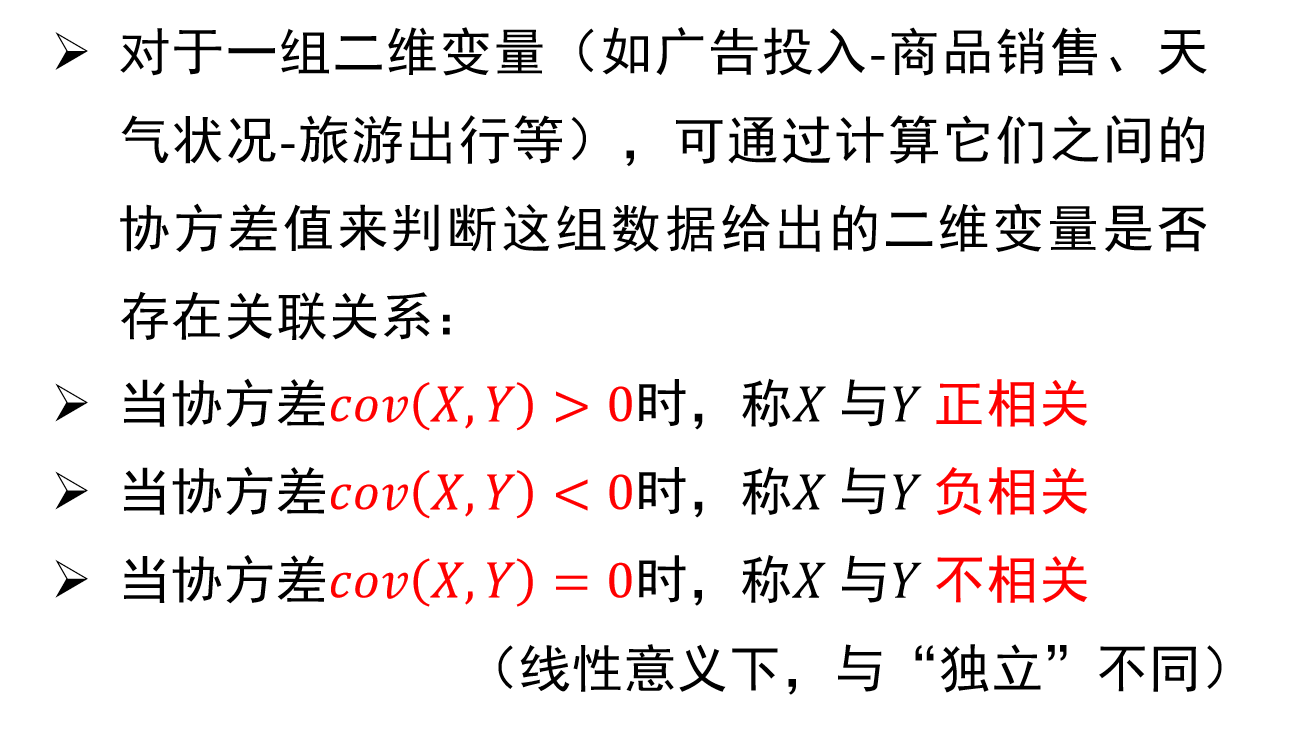 ➢ 对于一组二维变量（如广告投入-商品销售、天
气状况-旅游出行等），可通过计算它们之间的
协方差值来判断这组数据给出的二维变量是否
存在关联关系：
➢ 当协方差cov(X,Y) > 0时，称X 与Y 正相关
➢ 当协方差cov(X,Y) < 0时，称X 与Y 负相关
➢ 当协方差cov(X,Y) = 0时，称X 与Y 不相关
（线性意义下，与“独立”不同）